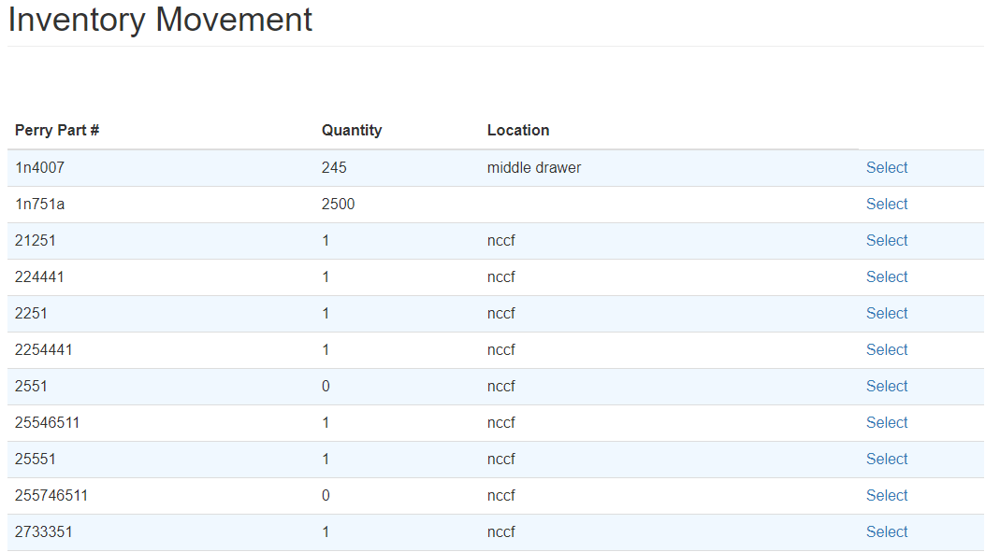 Inventory Movement
Perry Part # Quantity Location
1n4007 245 middle drawer Select
1n751a 2500 Select
21251 1 nccf Select
224441 1 nccf Select
2251 1 nccf Select
2254441 1 nccf Select
2551 0 nccf Select
25546511 1 nccf Select
25551 1 nccf Select
255746511 0 nccf Select
2733351 1 nccf Select